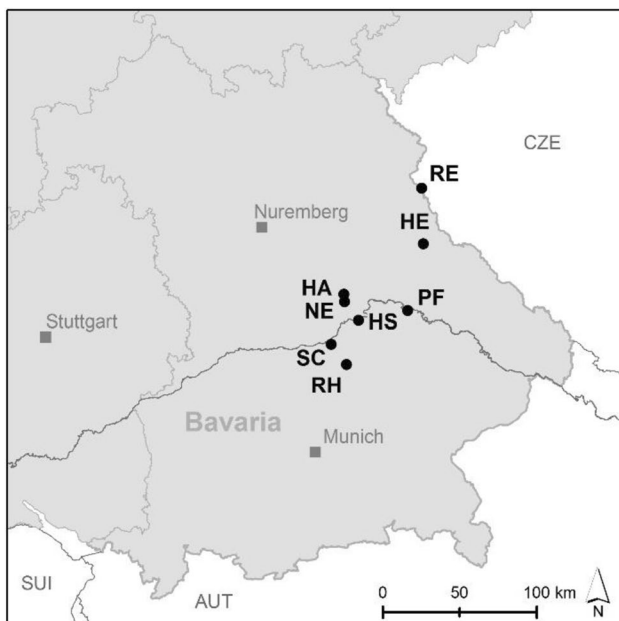 CZE
RE
Nuremberg
HE
HA
NE
PF
HS
Stuttgart
SC
RH
Bavaria
Munich
SUI
AUT
0 50 100 km
N